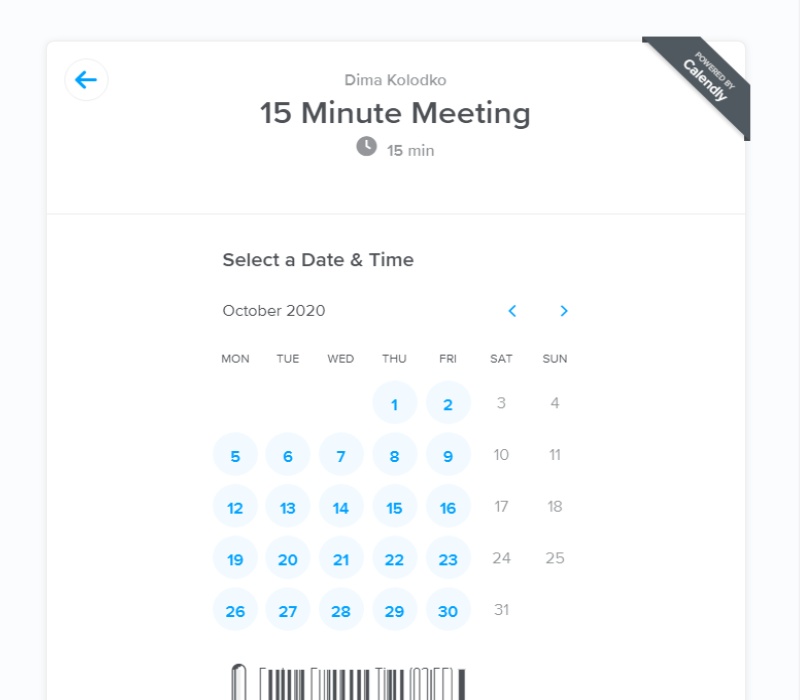 Dima Kolodko
15 Minute Meeting
15 min
POWERED BY
Calendly
Select a Date & Time
October 2020
MON TUE WED THU FRI SAT SUN
1 2 3 4
5 6 7 8 9 10 11
12 13 14 15 16 17 18
19 20 21 22 23 24 25
26 27 28 29 30 31